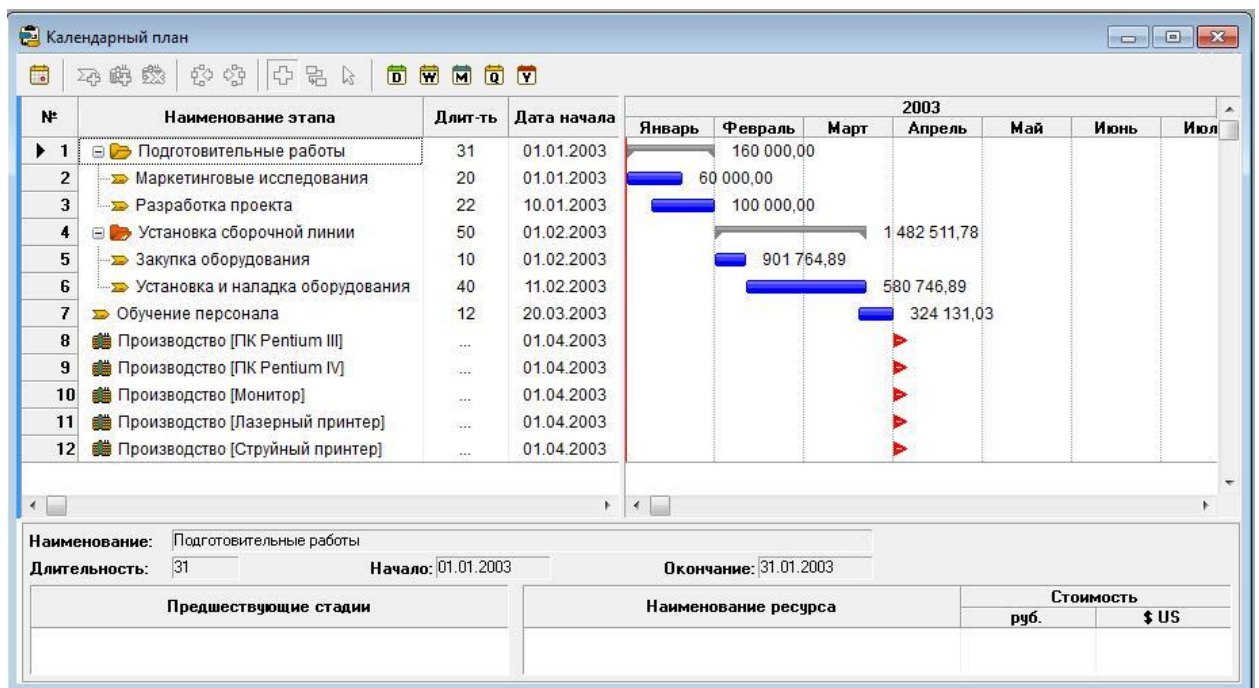 Календарный план
D W M Q Y
№ Наименование этапа Длит-ть Дата начала 2003
Январь Февраль Март Апрель Май Июнь Июл
1 Подготовительные работы 31 01.01.2003 160 000,00
2 Маркетинговые исследования 20 01.01.2003 60 000,00
3 Разработка проекта 22 10.01.2003 100 000,00
4 Установка сборочной линии 50 01.02.2003 1 482 511,78
5 Закупка оборудования 10 01.02.2003 901 764,89
6 Установка и наладка оборудования 40 11.02.2003 580 746,89
7 Обучение персонала 12 20.03.2003 324 131,03
8 Производство [ПК Pentium III] ... 01.04.2003
9 Производство [ПК Pentium IV] ... 01.04.2003
10 Производство [Монитор] ... 01.04.2003
11 Производство [Лазерный принтер] ... 01.04.2003
12 Производство [Струйный принтер] ... 01.04.2003
Наименование: Подготовительные работы
Длительность: 31 Начало: 01.01.2003 Окончание: 31.01.2003
Предшествующие стадии Наименование ресурса Стоимость
руб. $ US